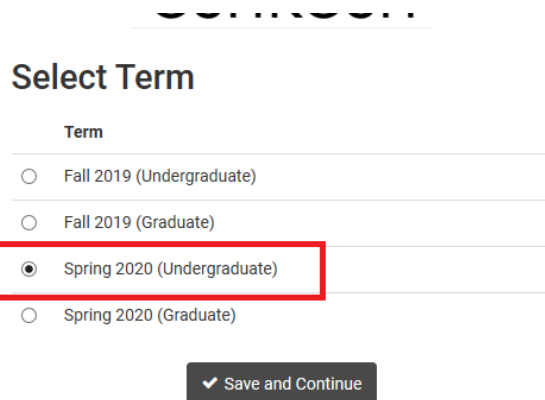 Select Term
Term
Fall 2019 (Undergraduate)
Fall 2019 (Graduate)
Spring 2020 (Undergraduate)
Spring 2020 (Graduate)
Save and Continue